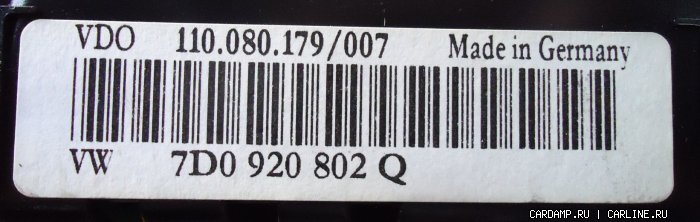 VDO 110.080.179/007 Made in Germany
VW 7D0 920 802 Q
CARDAMP.RU | CARLINE.RU